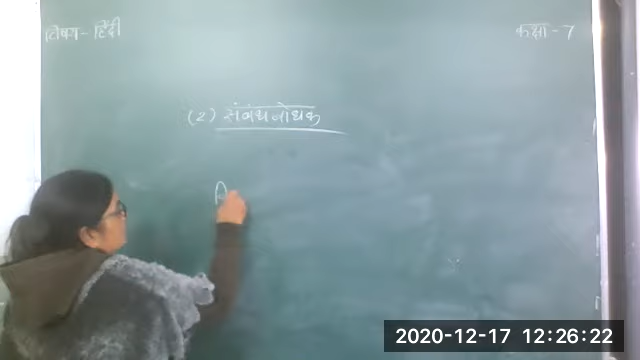 विषय - हिंदी
कक्षा - 7
(2) संबंधबोधक
2020-12-17 12:26:22